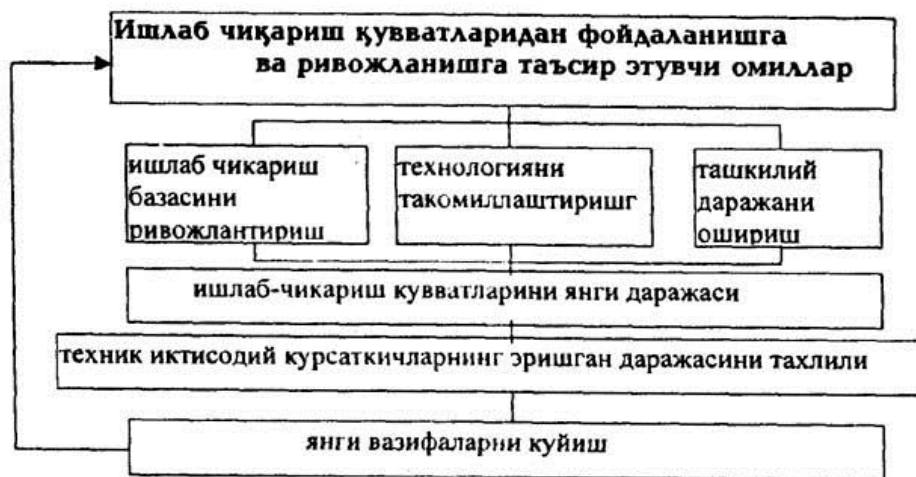 Ишлаб чиқариш қувватларидан фойдаланишга
ва ривожланишга таъсир этувчи омиллар
ишлаб чикариш
базасини
ривожлантириш
технологияни
такомиллаштиришг
ташкилий
даражани
ошириш
ишлаб-чикариш кувватларини янги даражаси
техник иктисодий курсаткичларнинг эришган даражасини тахлили
янги вазифаларни куйиш